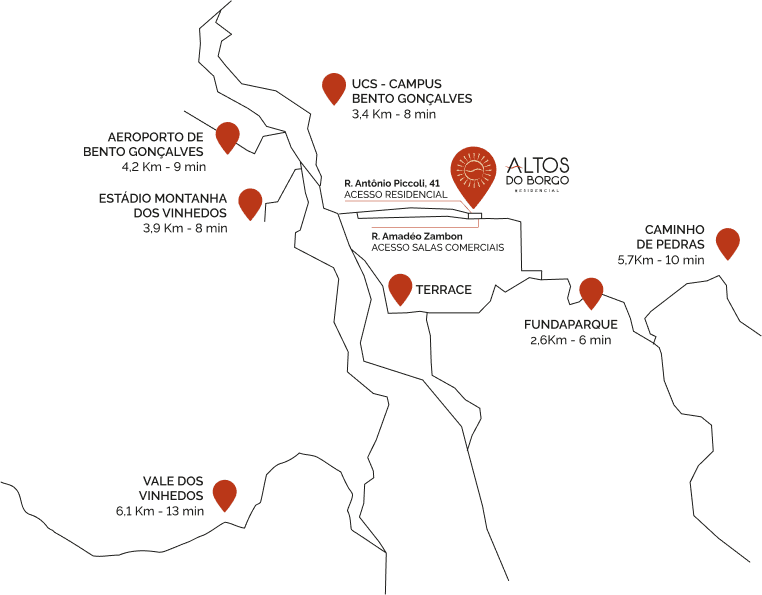 UCS - CAMPUS
BENTO GONÇALVES
3,4 Km - 8 min
AEROPORTO DE
BENTO GONÇALVES
4,2 Km - 9 min
ESTÁDIO MONTANHA
DOS VINHEDOS
3,9 Km - 8 min
R. Antônio Piccoli, 41
ACESSO RESIDENCIAL
ALTOS
DO BORGO
RESIDENCIAL
R. Amadéo Zambon
ACESSO SALAS COMERCIAIS
CAMINHO
DE PEDRAS
5,7Km - 10 min
TERRACE
FUNDAPARQUE
2,6Km - 6 min
VALE DOS
VINHEDOS
6,1 Km - 13 min